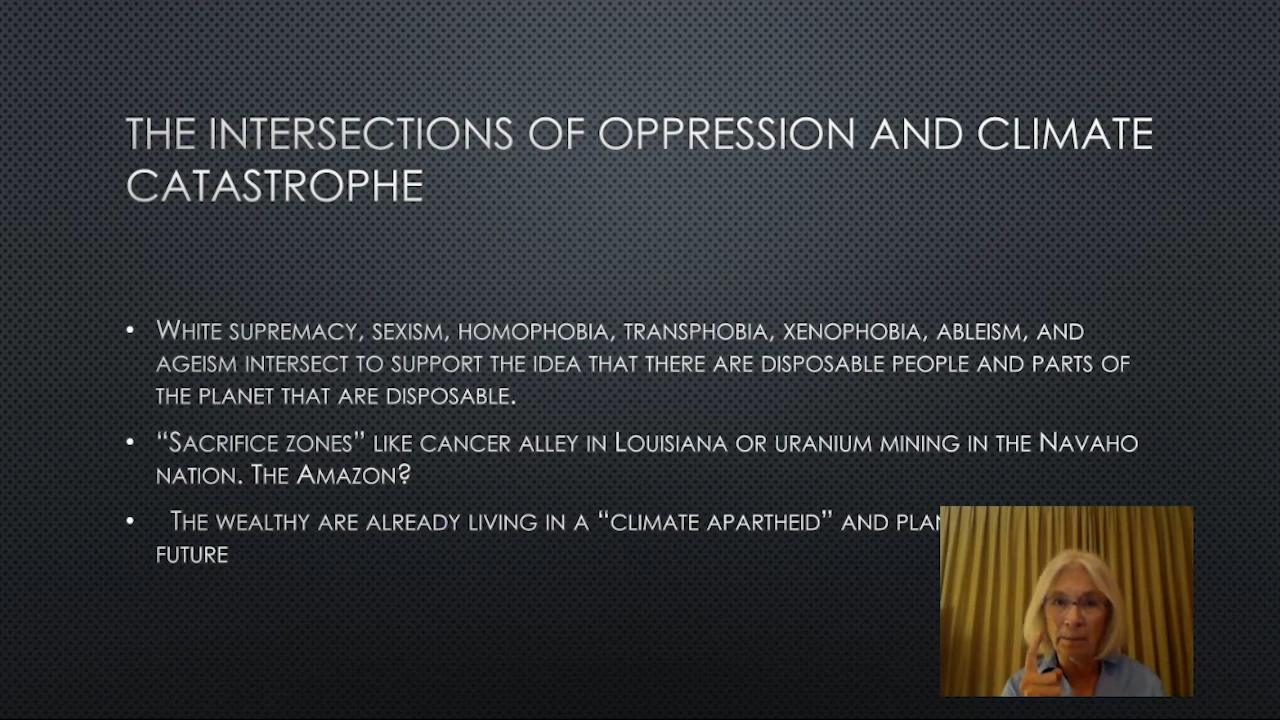 THE INTERSECTIONS OF OPPRESSION AND CLIMATE
CATASTROPHE
• WHITE SUPREMACY, SEXISM, HOMOPHOBIA, TRANSPHOBIA, XENOPHOBIA, ABLEISM, AND
AGEISM INTERSECT TO SUPPORT THE IDEA THAT THERE ARE DISPOSABLE PEOPLE AND PARTS OF
THE PLANET THAT ARE DISPOSABLE.
• “SACRIFICE ZONES” LIKE CANCER ALLEY IN LOUISIANA OR URANIUM MINING IN THE NAVAHO
NATION. THE AMAZON?
• THE WEALTHY ARE ALREADY LIVING IN A “CLIMATE APARTHEID” AND
FUTURE